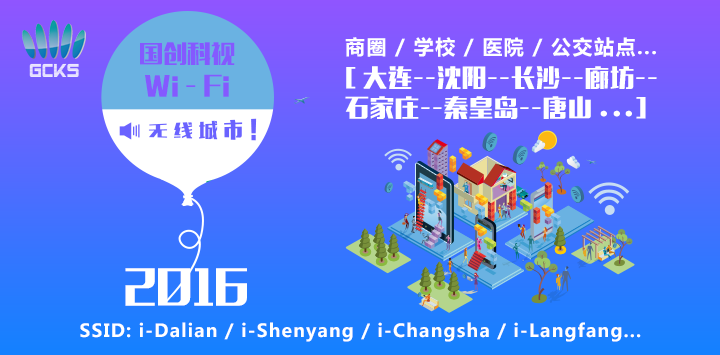 GCKS
国创科视
Wi-Fi
无线城市!
2016
商圈 / 学校 / 医院 / 公交站点...
[ 大连--沈阳--长沙--廊坊--
石家庄--秦皇岛--唐山 ...]
SSID: i-Dalian / i-Shenyang / i-Changsha / i-Langfang...